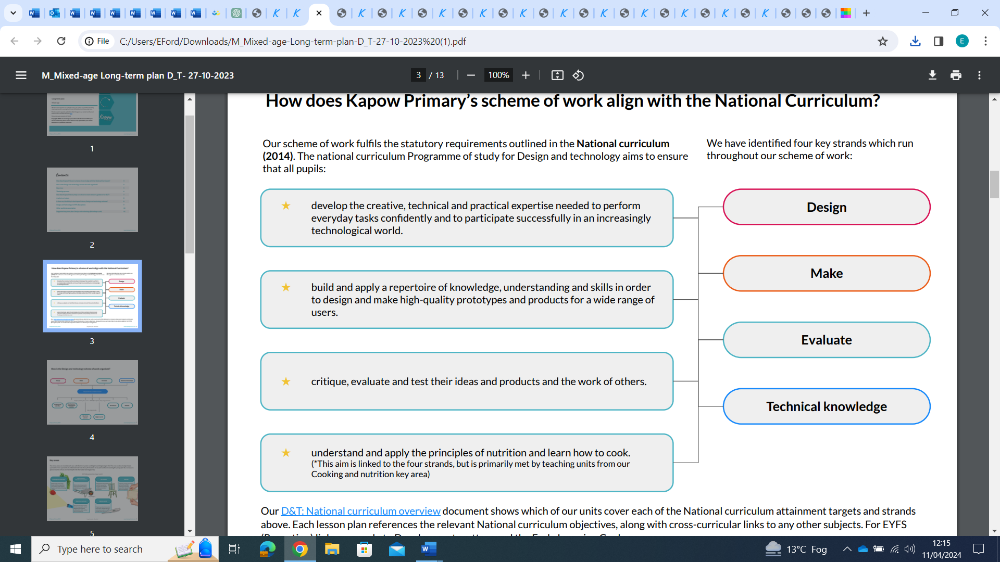 File
C:/Users/EFord/Downloads/M_Mixed-age-Long-term-plan-D_T-27-10-2023%20(1).pdf
E
M_Mixed-age Long-term plan D_T- 27-10-2023
3 / 13
100%
1
2
3
4
5
How does Kapow Primary’s scheme of work align with the National Curriculum?
Our scheme of work fulfils the statutory requirements outlined in the National curriculum
(2014). The national curriculum Programme of study for Design and technology aims to ensure
that all pupils:
We have identified four key strands which run
throughout our scheme of work:
develop the creative, technical and practical expertise needed to perform
everyday tasks confidently and to participate successfully in an increasingly
technological world.
build and apply a repertoire of knowledge, understanding and skills in order
to design and make high-quality prototypes and products for a wide range of
users.
critique, evaluate and test their ideas and products and the work of others.
understand and apply the principles of nutrition and learn how to cook.
(*This aim is linked to the four strands, but is primarily met by teaching units from our
Cooking and nutrition key area)
Design
Make
Evaluate
Technical knowledge
Our D&T: National curriculum overview document shows which of our units cover each of the National curriculum attainment targets and strands
above. Each lesson plan references the relevant National curriculum objectives, along with cross-curricular links to any other subjects. For EYFS
Type here to search
13°C Fog
12:15
11/04/2024